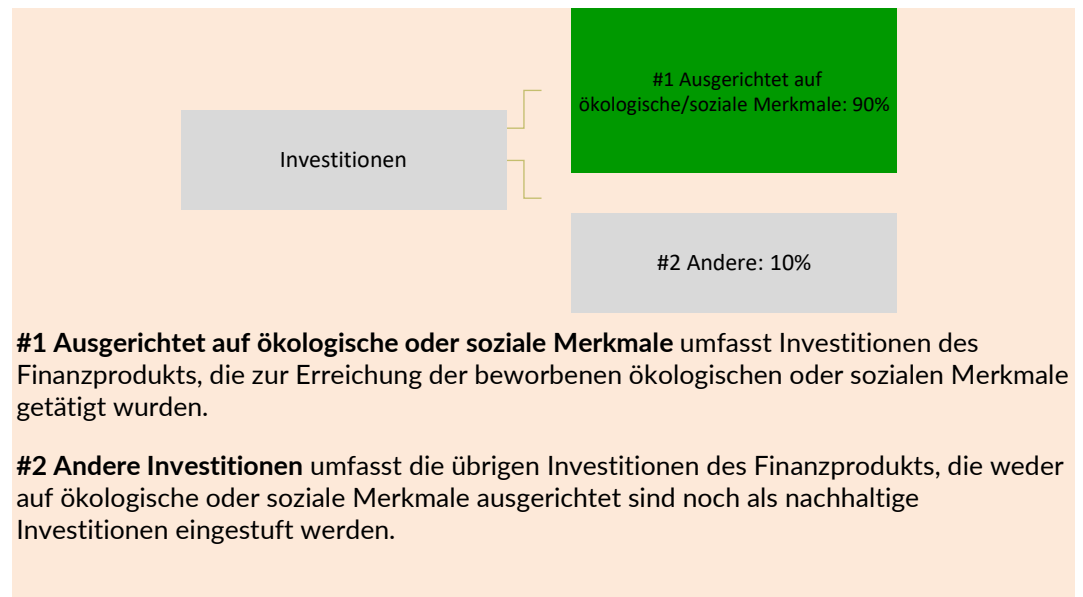 #1 Ausgerichtet auf
ökologische/soziale Merkmale: 90%
Investitionen
#2 Andere: 10%
#1 Ausgerichtet auf ökologische oder soziale Merkmale umfasst Investitionen des
Finanzprodukts, die zur Erreichung der beworbenen ökologischen oder sozialen Merkmale
getätigt wurden.
#2 Andere Investitionen umfasst die übrigen Investitionen des Finanzprodukts, die weder
auf ökologische oder soziale Merkmale ausgerichtet sind noch als nachhaltige
Investitionen eingestuft werden.